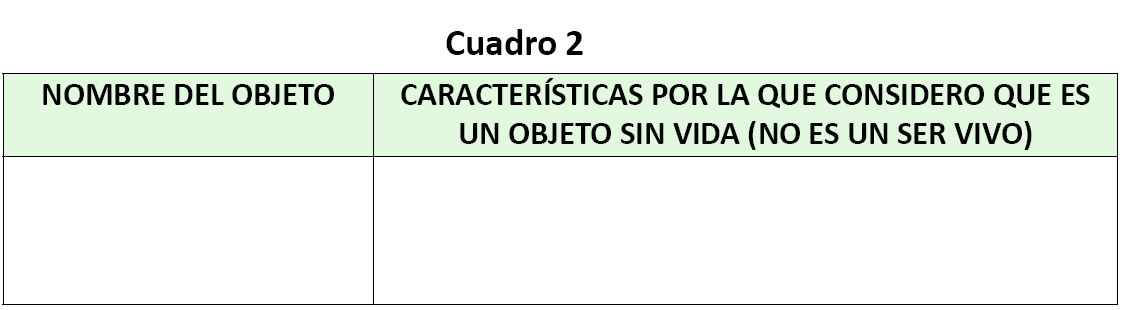 Cuadro 2
NOMBRE DEL OBJETO
CARACTERÍSTICAS POR LA QUE CONSIDERO QUE ES
UN OBJETO SIN VIDA (NO ES UN SER VIVO)